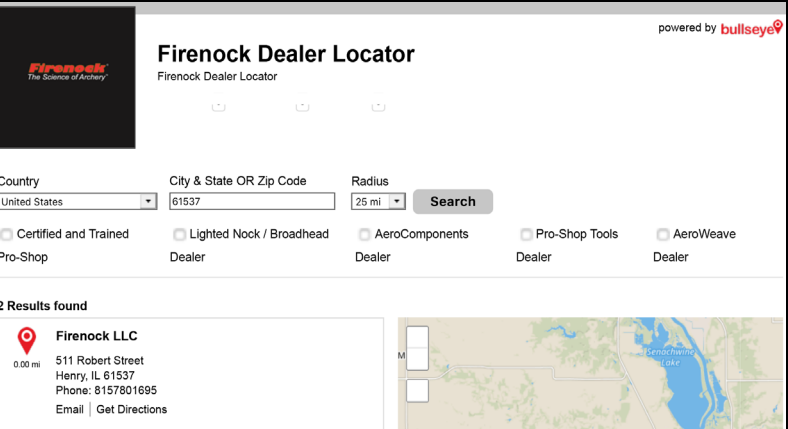 powered by bullseye
Firenock
The Science of Archery
Firenock Dealer Locator
Firenock Dealer Locator
Country
City & State OR Zip Code
Radius
United States
61537
25 mi
Search
Certified and Trained
Pro-Shop
Lighted Nock / Broadhead
Dealer
AeroComponents
Dealer
Pro-Shop Tools
Dealer
AeroWeave
Dealer
2 Results found
Firenock LLC
0.00 mi
511 Robert Street
Henry, IL 61537
Phone: 8157801695
Email | Get Directions
M
Senachwine
Lake